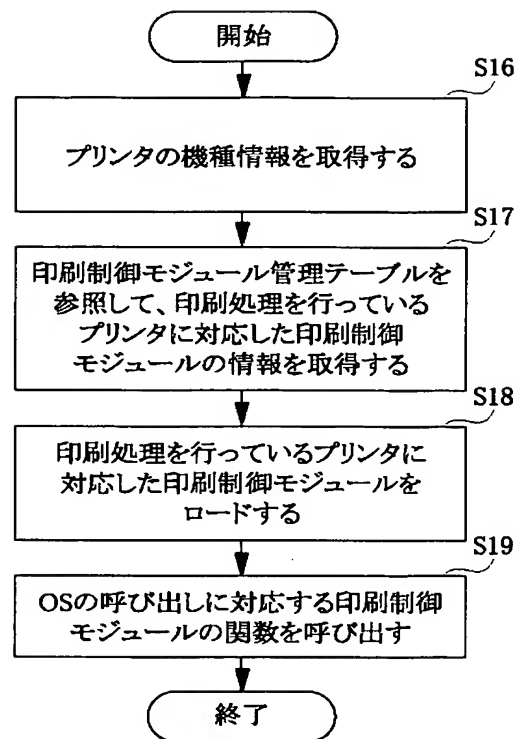 開始
S16
プリンタの機種情報を取得する
S17
印刷制御モジュール管理テーブルを
参照して、印刷処理を行っている
プリンタに対応した印刷制御
モジュールの情報を取得する
S18
印刷処理を行っているプリンタに
対応した印刷制御モジュールを
ロードする
S19
OSの呼び出しに対応する印刷制御
モジュールの関数を呼び出す
終了